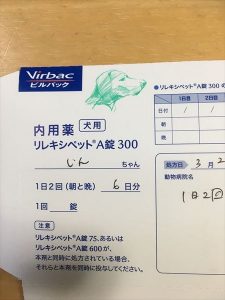 Virbac
ビルバック
内用薬 犬用
リレキシペット®A錠 300
じん ちゃん
1日2回(朝と晩) 6 日分
1回 錠
注意
リレキシペット®A錠 75、あるいは
リレキシペット®A錠 600が、
本剤と同時に処方されている場合、
それらと本剤を同時に投与してください。
●リレキシペット®A錠 300
1日目 2日目
日付 / /
朝
晩
処方日 3月2
動物病院名
1日2回